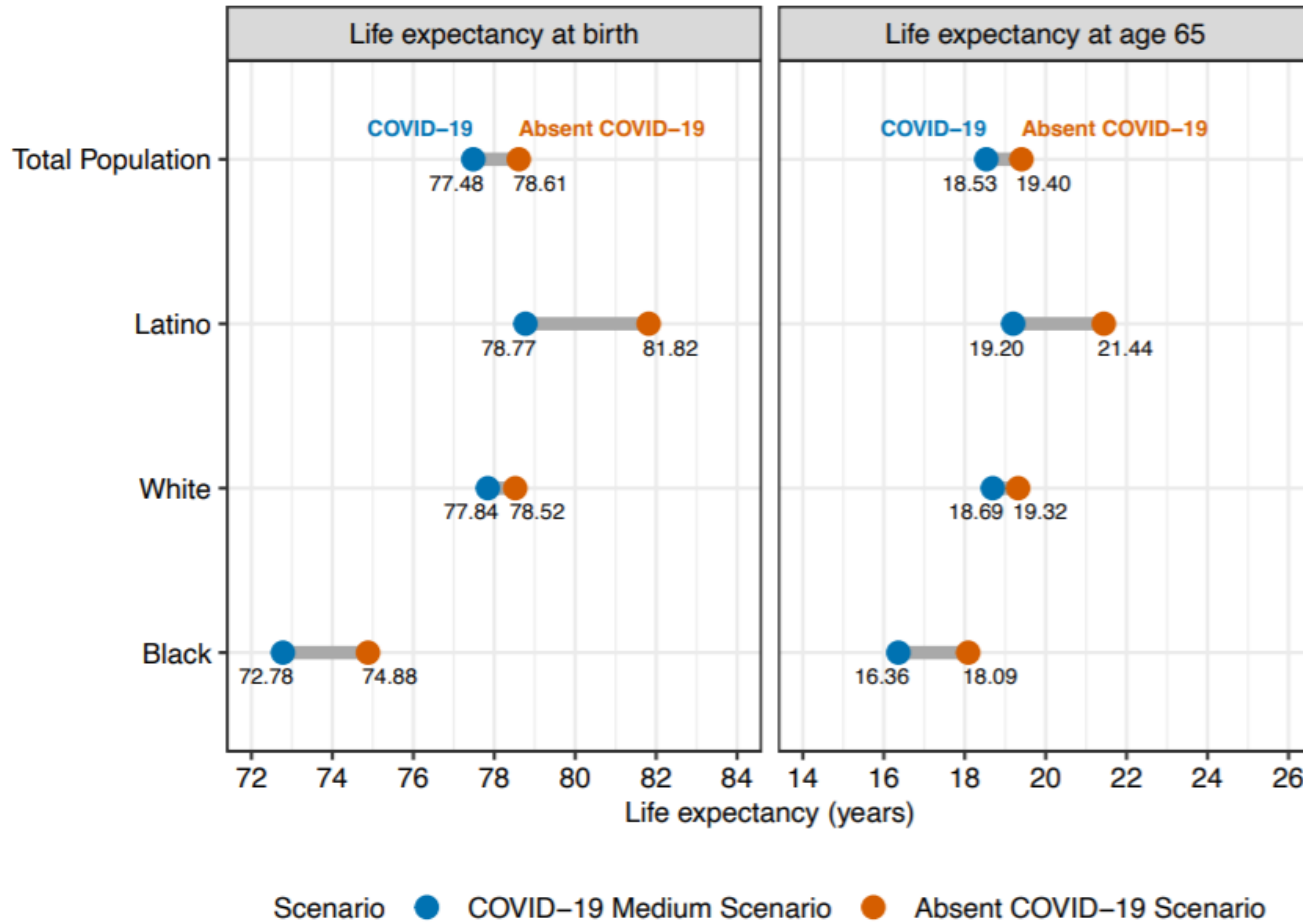 Life expectancy at birth
Life expectancy at age 65
COVID−19 Absent COVID−19
COVID−19 Absent COVID−19
Total Population
77.48 78.61
18.53 19.40
Latino
78.77 81.82
19.20 21.44
White
77.84 78.52
18.69 19.32
Black
72.78 74.88
16.36 18.09
72 74 76 78 80 82 84
14 16 18 20 22 24 26
Life expectancy (years)
Scenario COVID−19 Medium Scenario Absent COVID−19 Scenario